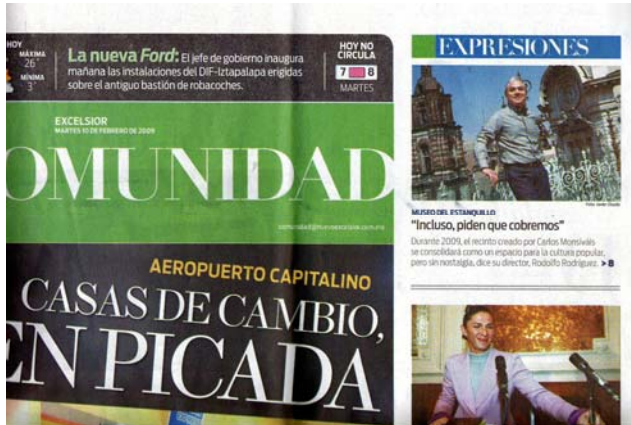 HOY
MÁXIMA
26°
MÍNIMA
3°
La nueva Ford: El jefe de gobierno inaugura
mañana las instalaciones del DIF-Iztapalapa erigidas
sobre el antiguo bastión de robacoches.
HOY NO
CIRCULA
7 8
MARTES
EXCELSIOR
MARTES 10 DE FEBRERO DE 2009
OMUNIDAD
comunidad@nuevoexcelsior.com.mx
AEROPUERTO CAPITALINO
CASAS DE CAMBIO,
EN PICADA
EXPRESIONES
MUSEO DEL ESTANQUILLO
"Incluso, piden que cobremos"
Durante 2009, el recinto creado por Carlos Monsiváis
se consolidará como un espacio para la cultura popular,
pero sin nostalgia, dice su director, Rodolfo Rodríguez. > 8